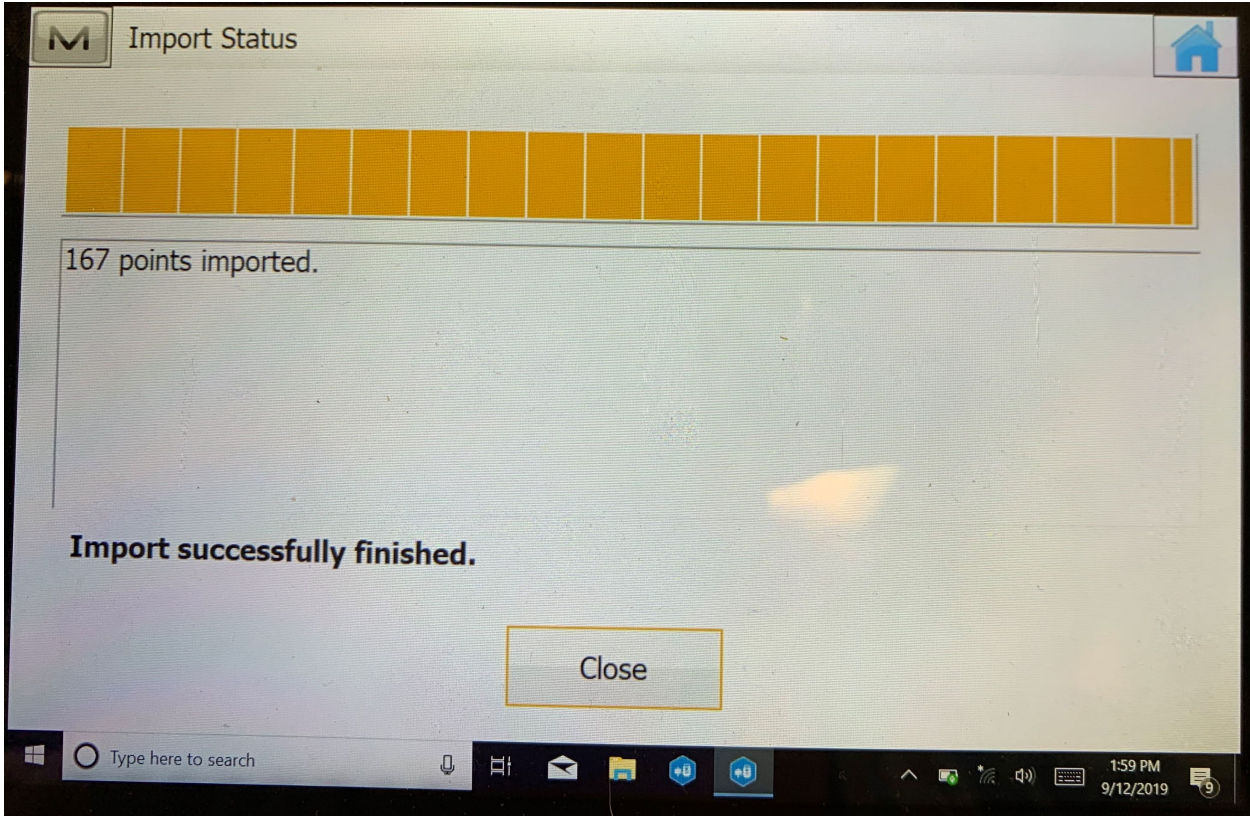 M Import Status
167 points imported.
Import successfully finished.
Close
Type here to search
1:59 PM
9/12/2019
9